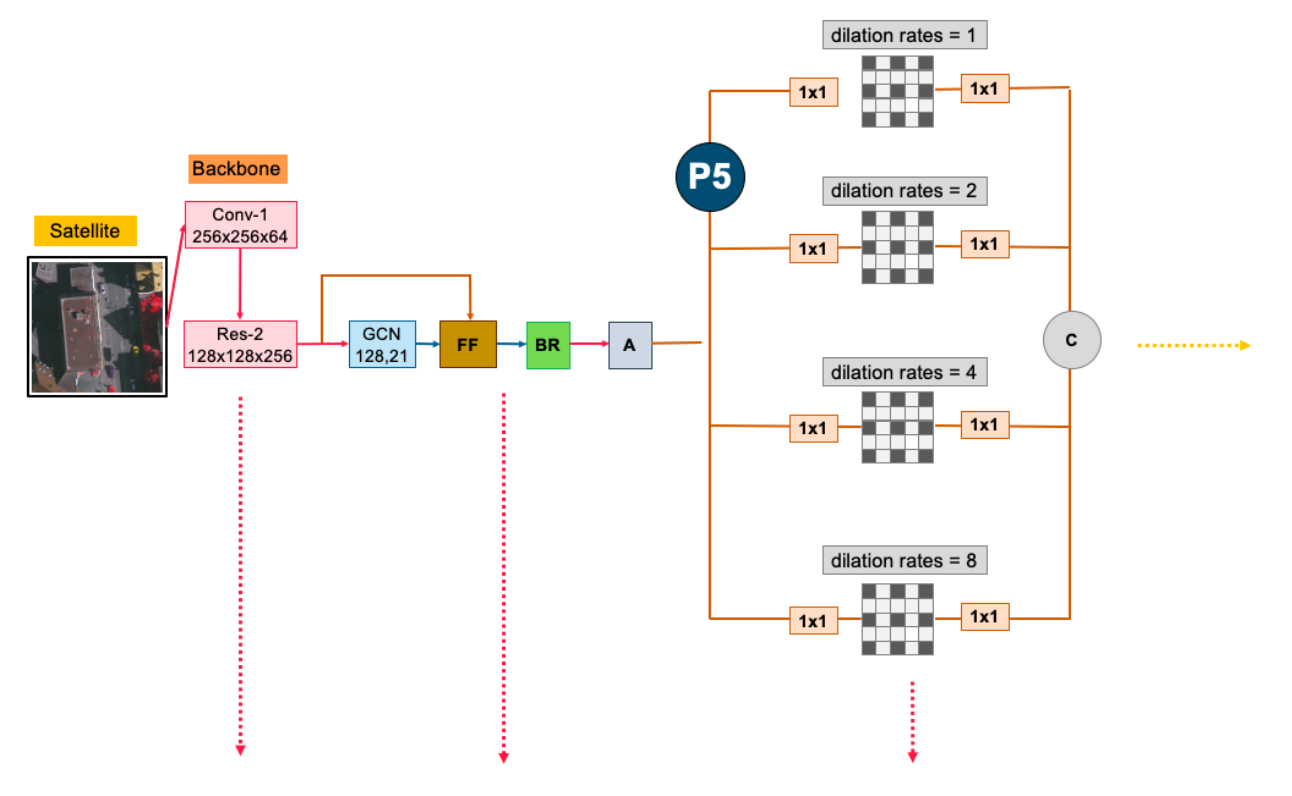 Satellite
Backbone
Conv-1
256x256x64
Res-2
128x128x256
GCN
128,21
FF
BR
A
P5
dilation rates = 1
1x1
1x1
dilation rates = 2
1x1
1x1
dilation rates = 4
1x1
1x1
dilation rates = 8
1x1
1x1
C